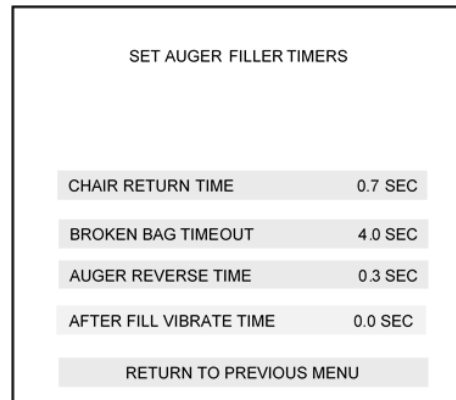 SET AUGER FILLER TIMERS
CHAIR RETURN TIME 0.7 SEC
BROKEN BAG TIMEOUT 4.0 SEC
AUGER REVERSE TIME 0.3 SEC
AFTER FILL VIBRATE TIME 0.0 SEC
RETURN TO PREVIOUS MENU